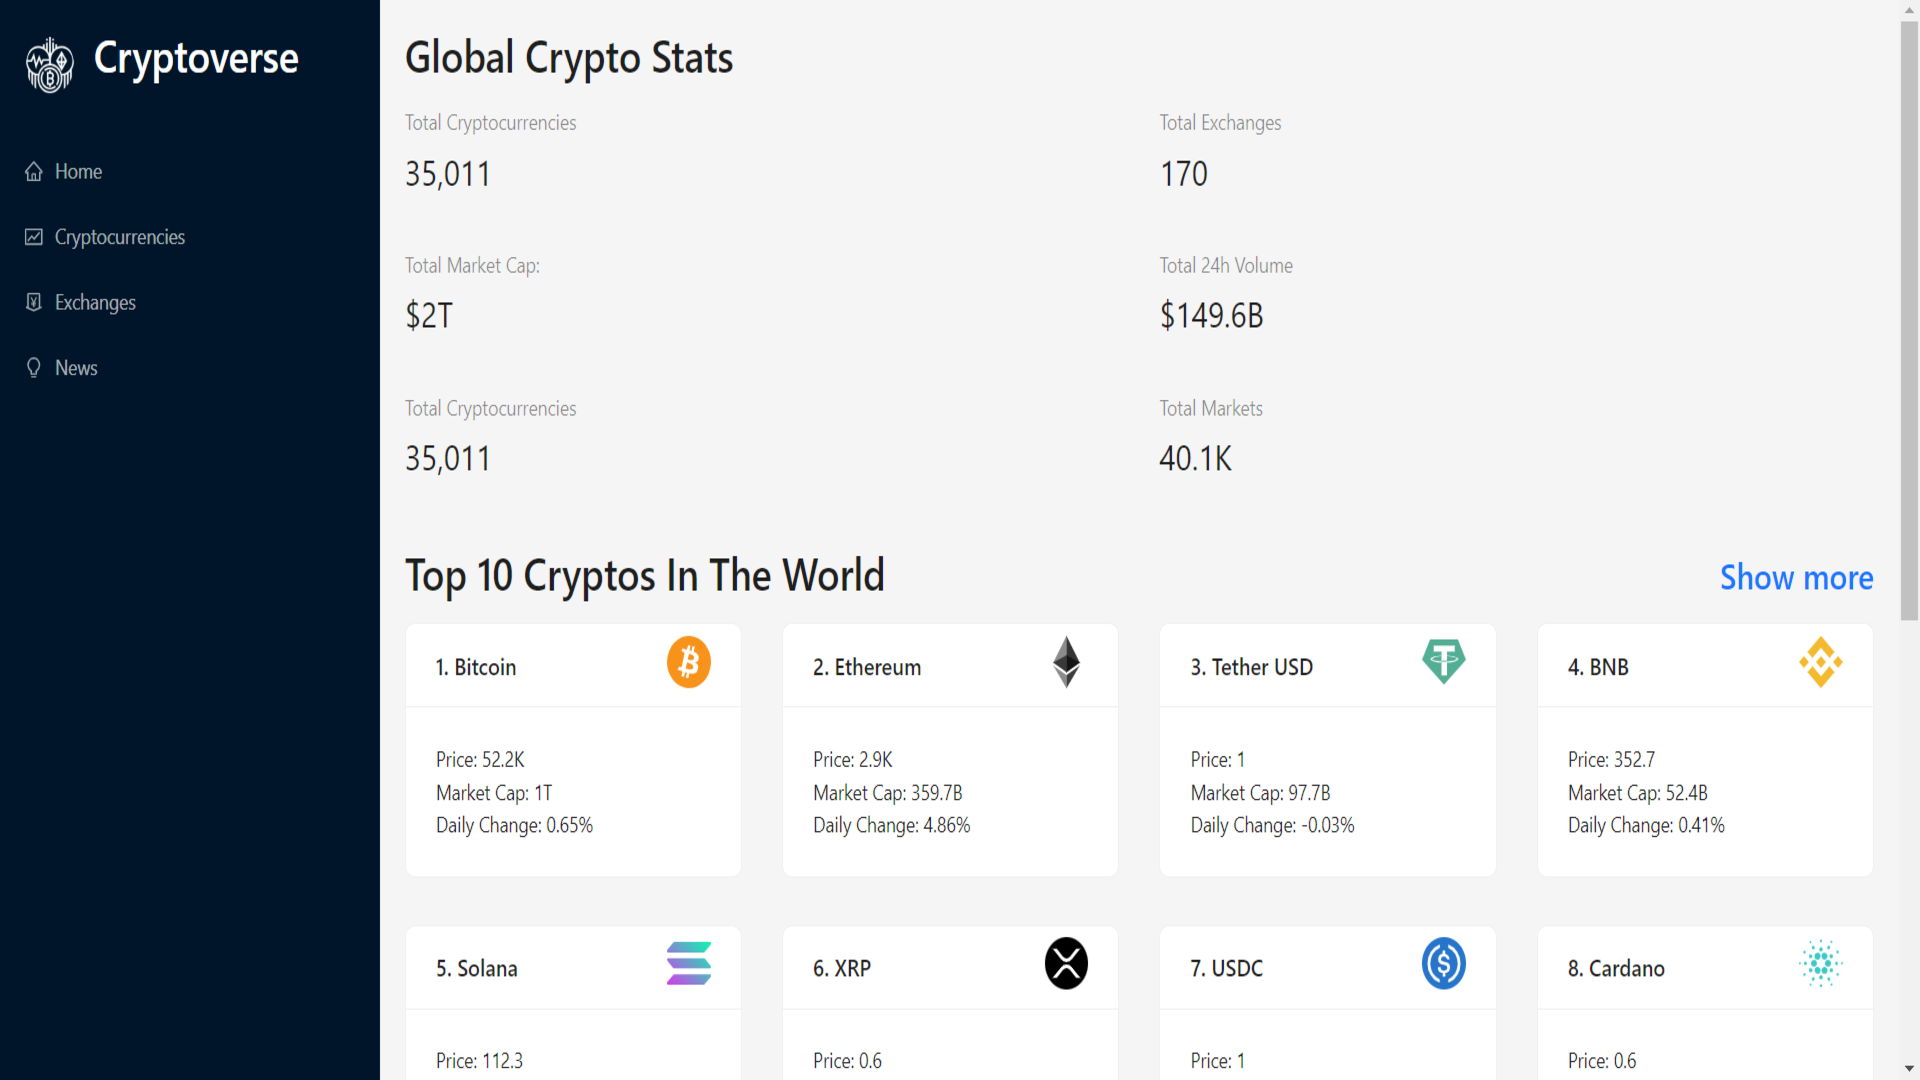 Cryptoverse
Home
Cryptocurrencies
Exchanges
News
Global Crypto Stats
Total Cryptocurrencies
35,011
Total Exchanges
170
Total Market Cap:
$2T
Total 24h Volume
$149.6B
Total Cryptocurrencies
35,011
Total Markets
40.1K
Top 10 Cryptos In The World
Show more
1. Bitcoin
Price: 52.2K
Market Cap: 1T
Daily Change: 0.65%
2. Ethereum
Price: 2.9K
Market Cap: 359.7B
Daily Change: 4.86%
3. Tether USD
Price: 1
Market Cap: 97.7B
Daily Change: -0.03%
4. BNB
Price: 352.7
Market Cap: 52.4B
Daily Change: 0.41%
5. Solana
Price: 112.3
6. XRP
Price: 0.6
7. USDC
Price: 1
8. Cardano
Price: 0.6